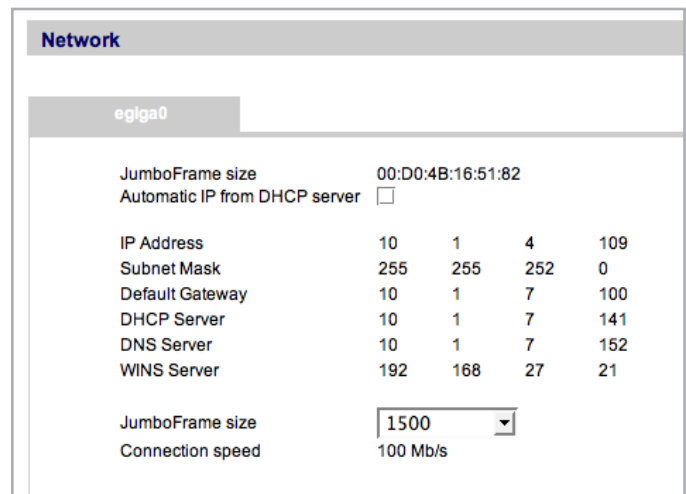 Network
egiga0
JumboFrame size 00:D0:4B:16:51:82
Automatic IP from DHCP server
IP Address 10 1 4 109
Subnet Mask 255 255 252 0
Default Gateway 10 1 7 100
DHCP Server 10 1 7 141
DNS Server 10 1 7 152
WINS Server 192 168 27 21
JumboFrame size 1500
Connection speed 100 Mb/s